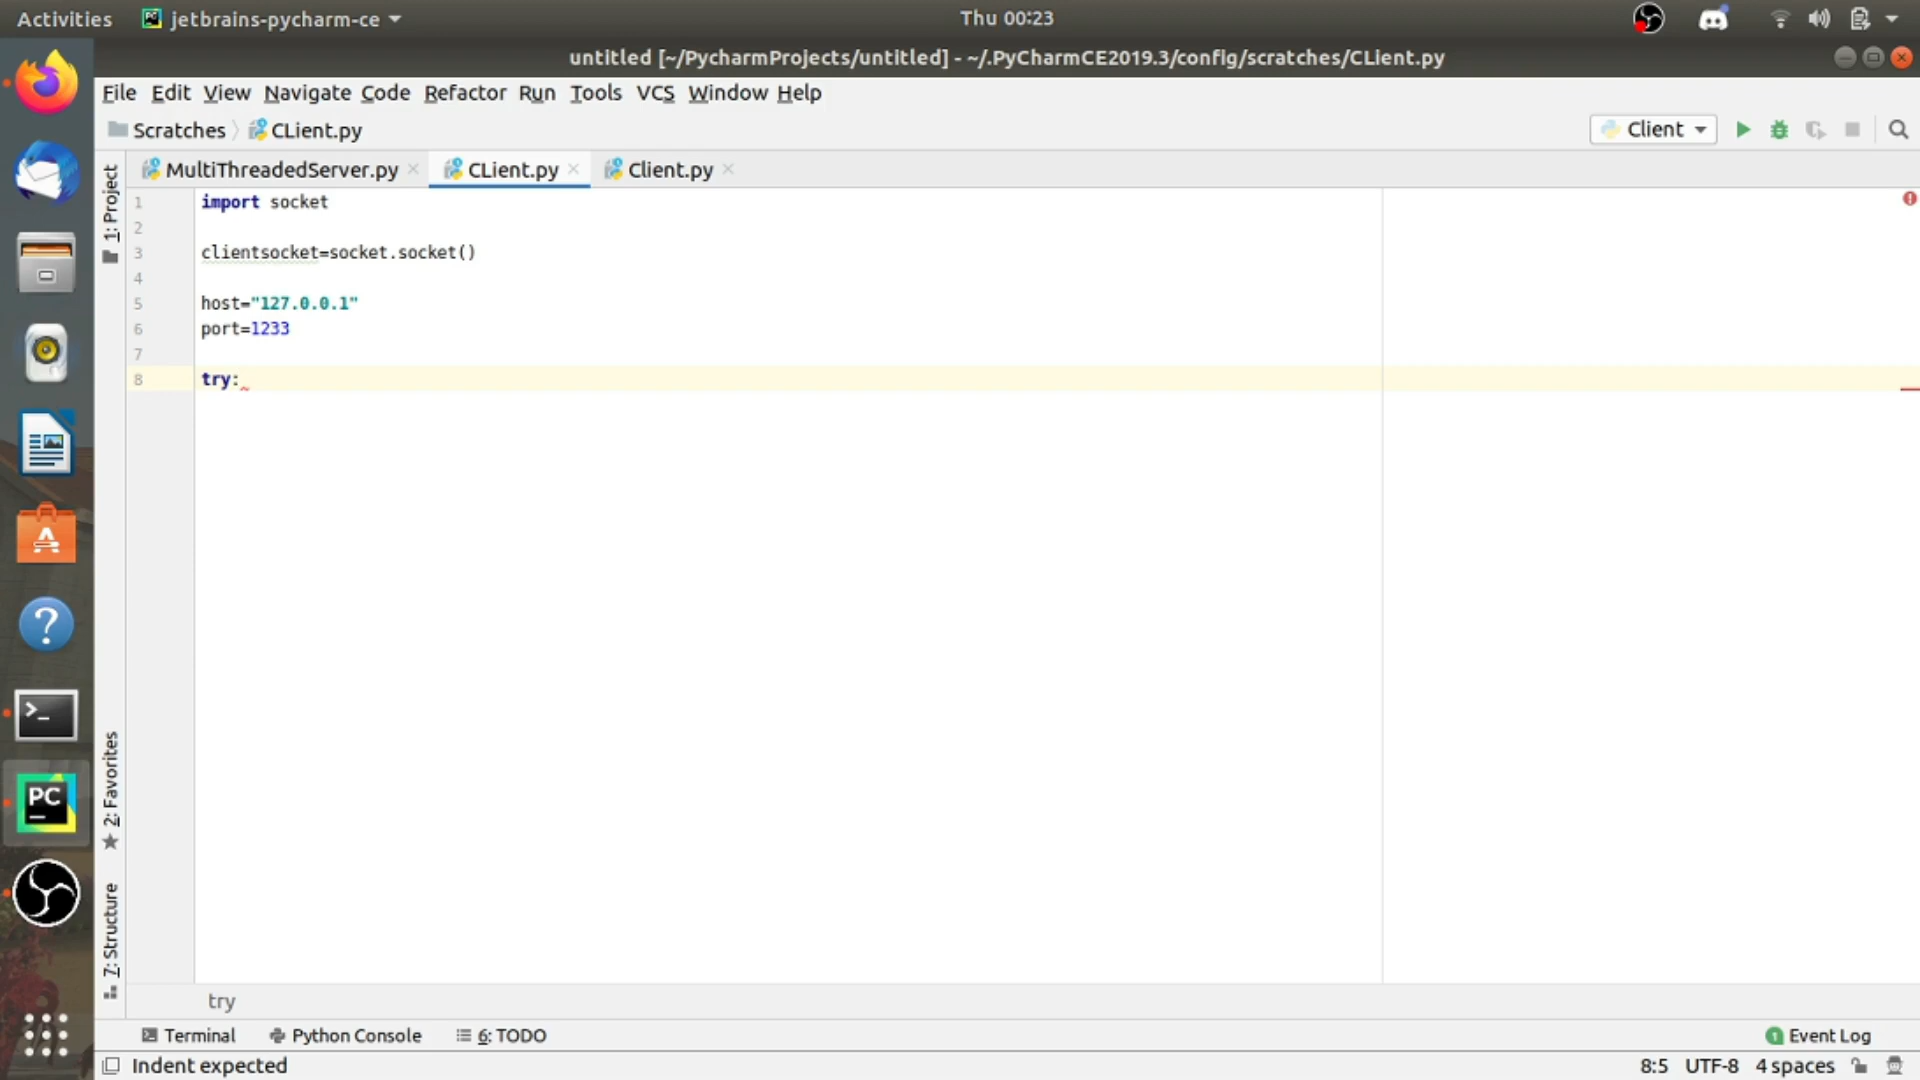 Activities jetbrains-pycharm-ce Thu 00:23
untitled [~/PycharmProjects/untitled] - ~/.PyCharmCE2019.3/config/scratches/CLient.py
File Edit View Navigate Code Refactor Run Tools VCS Window Help
Scratches CLient.py Client
MultiThreadedServer.py CLient.py Client.py
1 import socket
2
3 clientsocket=socket.socket()
4
5 host="127.0.0.1"
6 port=1233
7
8 try:
1: Project
2: Favorites
7: Structure
PC
try
Terminal Python Console 6: TODO 1 Event Log
Indent expected 8:5 UTF-8 4 spaces